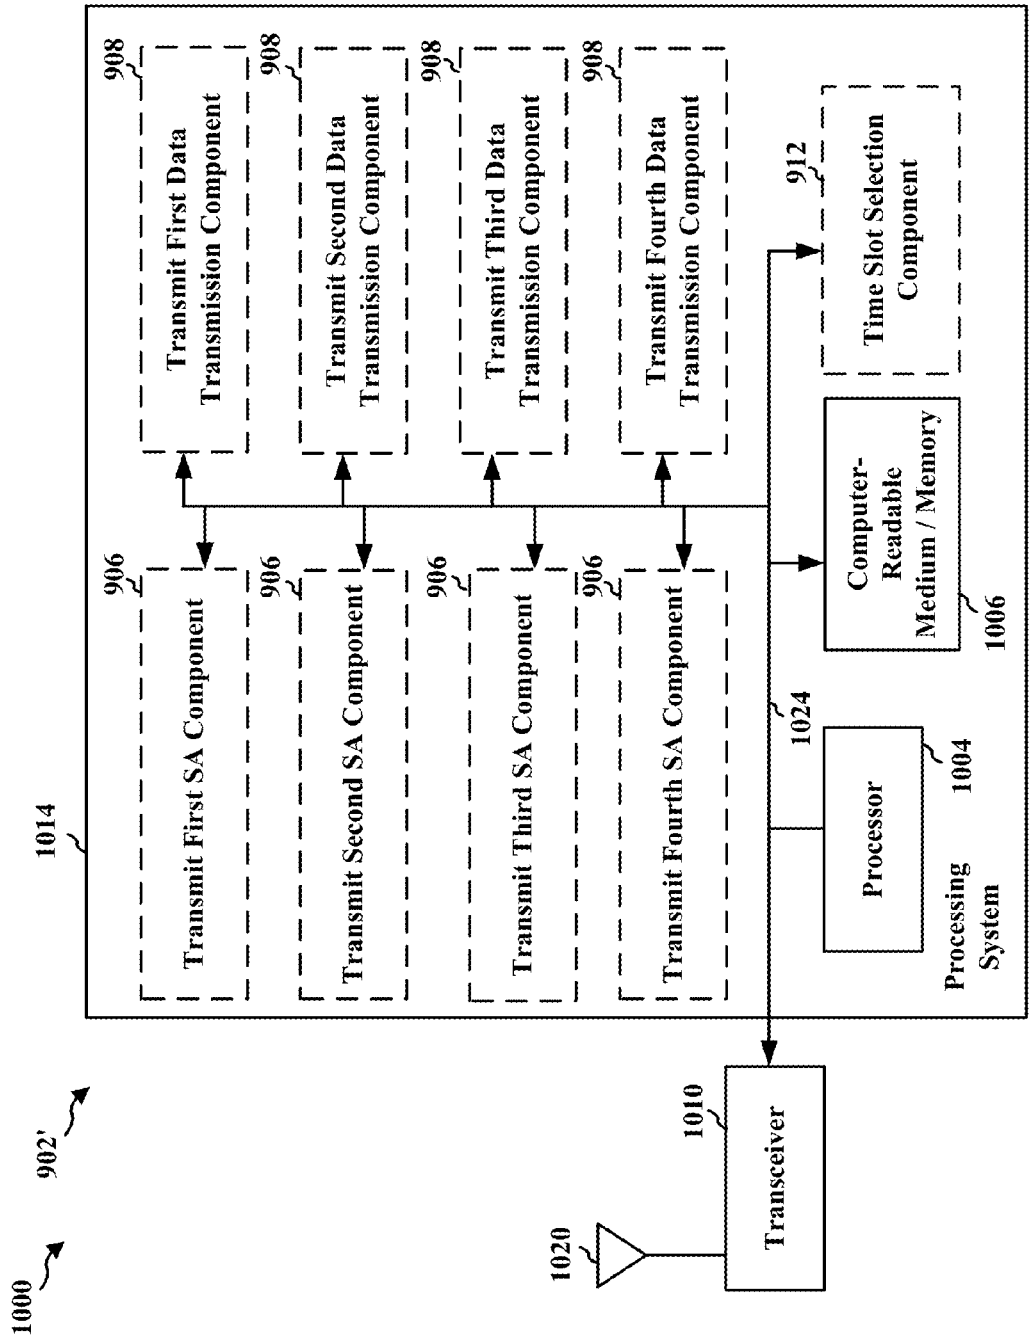 1000
902'
1014
906
Transmit First SA Component
908
Transmit First Data
Transmission Component
906
Transmit Second SA Component
908
Transmit Second Data
Transmission Component
906
Transmit Third SA Component
908
Transmit Third Data
Transmission Component
906
Transmit Fourth SA Component
908
Transmit Fourth Data
Transmission Component
1020
1010
Transceiver
1024
Processor
1004
Computer-
Readable
Medium / Memory
1006
912
Time Slot Selection
Component
Processing
System